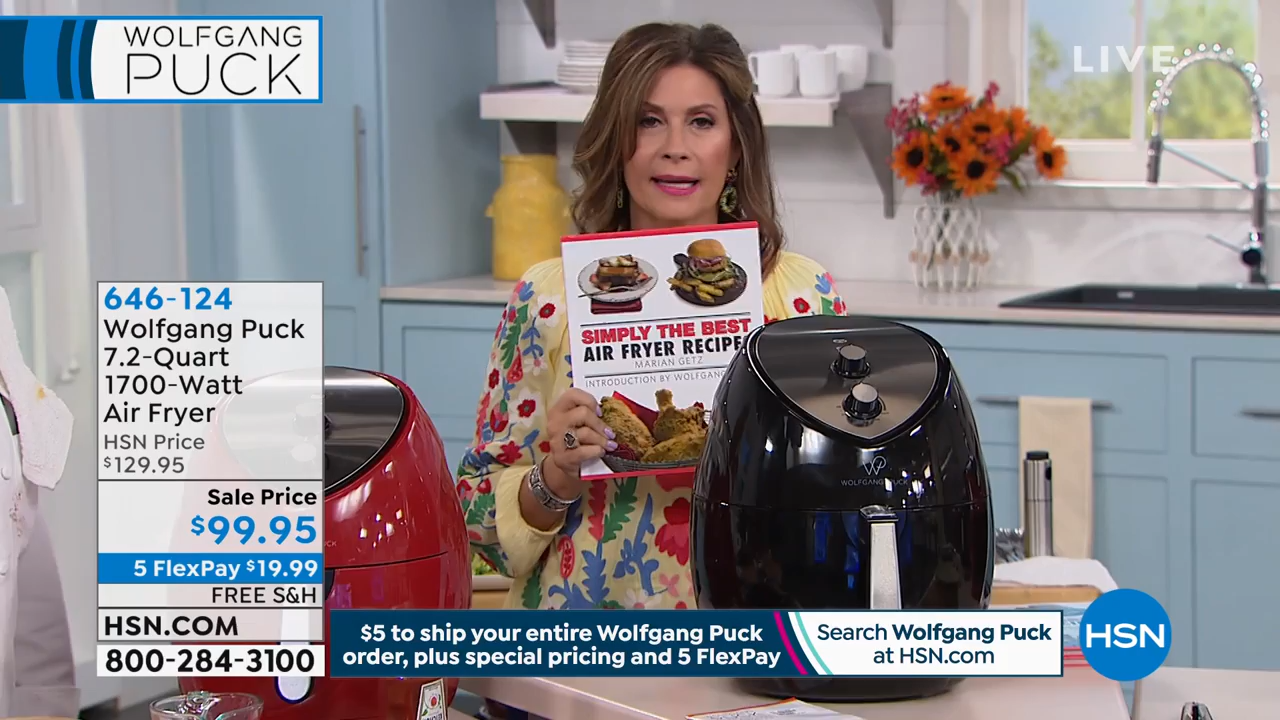 WOLFGANG
PUCK
LIVE
SIMPLY THE BEST
AIR FRYER RECIPE
MARIAN GETZ
INTRODUCTION BY WOLFGANG
WP
WOLFGANG PUCK
646-124
Wolfgang Puck
7.2-Quart
1700-Watt
Air Fryer
HSN Price
$129.95
Sale Price
$99.95
5 FlexPay $19.99
FREE S&H
HSN.COM
800-284-3100
$5 to ship your entire Wolfgang Puck
order, plus special pricing and 5 FlexPay
Search Wolfgang Puck
at HSN.com
HSN